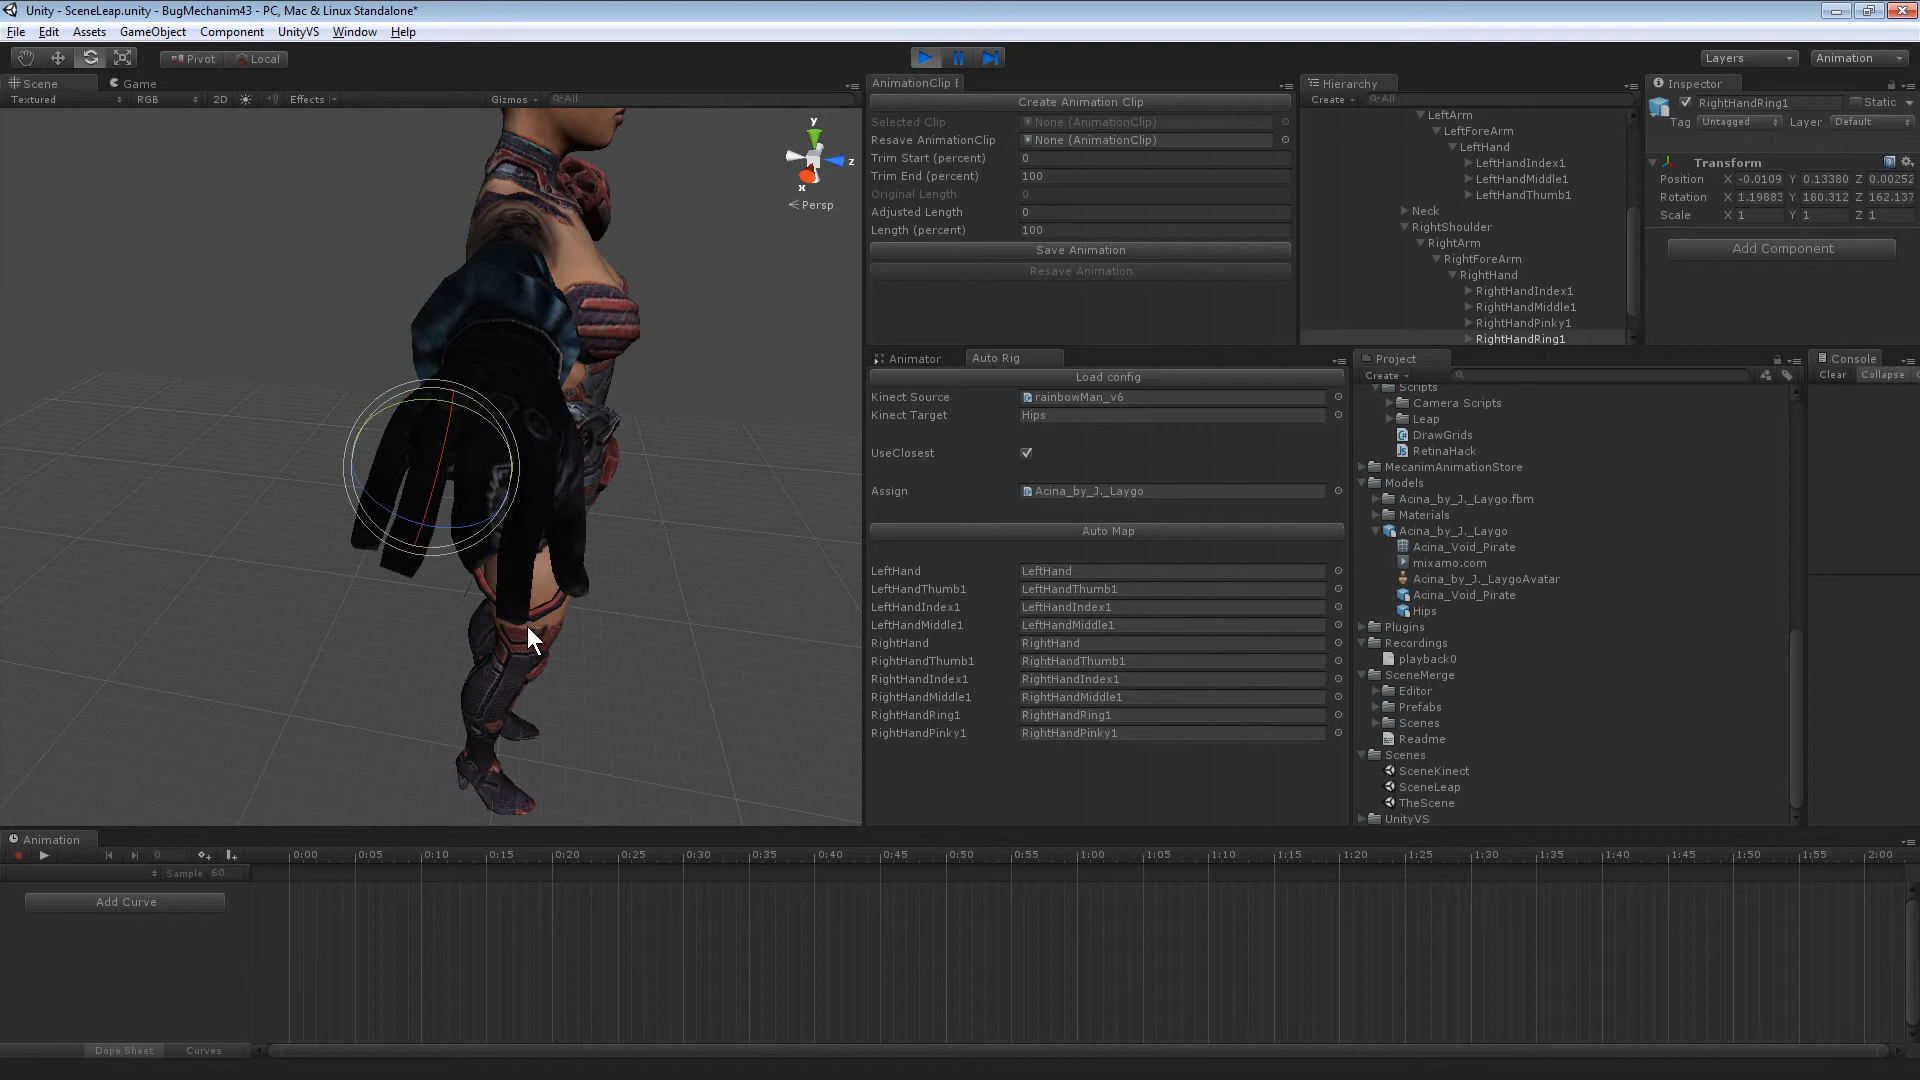 Unity - SceneLeap.unity - BugMechanim43 - PC, Mac & Linux Standalone*
File Edit Assets GameObject Component UnityVS Window Help
Pivot Local Layers Animation
Scene Game
Textured RGB 2D Effects Gizmos All
y
z
x
Persp
AnimationClip
Create Animation Clip
Selected Clip None (AnimationClip)
Resave AnimationClip None (AnimationClip)
Trim Start (percent) 0
Trim End (percent) 100
Original Length 0
Adjusted Length 0
Length (percent) 100
Save Animation
Resave Animation
Hierarchy
Create All
LeftArm
LeftForeArm
LeftHand
LeftHandIndex1
LeftHandMiddle1
LeftHandThumb1
Neck
RightShoulder
RightArm
RightForeArm
RightHand
RightHandIndex1
RightHandMiddle1
RightHandPinky1
RightHandRing1
Inspector
RightHandRing1 Static
Tag Untagged Layer Default
Transform
Position X -0.0109 Y 0.13380 Z 0.00252
Rotation X 1.19883 Y 180.312 Z 162.137
Scale X 1 Y 1 Z 1
Add Component
Animator Auto Rig
Load config
Kinect Source rainbowMan_v6
Kinect Target Hips
UseClosest
Assign Acina_by_J._Laygo
Auto Map
LeftHand LeftHand
LeftHandThumb1 LeftHandThumb1
LeftHandIndex1 LeftHandIndex1
LeftHandMiddle1 LeftHandMiddle1
RightHand RightHand
RightHandThumb1 RightHandThumb1
RightHandIndex1 RightHandIndex1
RightHandMiddle1 RightHandMiddle1
RightHandRing1 RightHandRing1
RightHandPinky1 RightHandPinky1
Project
Create
Scripts
Camera Scripts
Leap
DrawGrids
RetinaHack
MecanimAnimationStore
Models
Acina_by_J._Laygo.fbm
Materials
Acina_by_J._Laygo
Acina_Void_Pirate
mixamo.com
Acina_by_J._LaygoAvatar
Acina_Void_Pirate
Hips
Plugins
Recordings
playback0
SceneMerge
Editor
Prefabs
Scenes
Readme
Scenes
SceneKinect
SceneLeap
TheScene
UnityVS
Console
Clear Collapse
Animation
0 0:00 0:05 0:10 0:15 0:20 0:25 0:30 0:35 0:40 0:45 0:50 0:55 1:00 1:05 1:10 1:15 1:20 1:25 1:30 1:35 1:40 1:45 1:50 1:55 2:00
Sample 60
Add Curve
Dope Sheet Curves